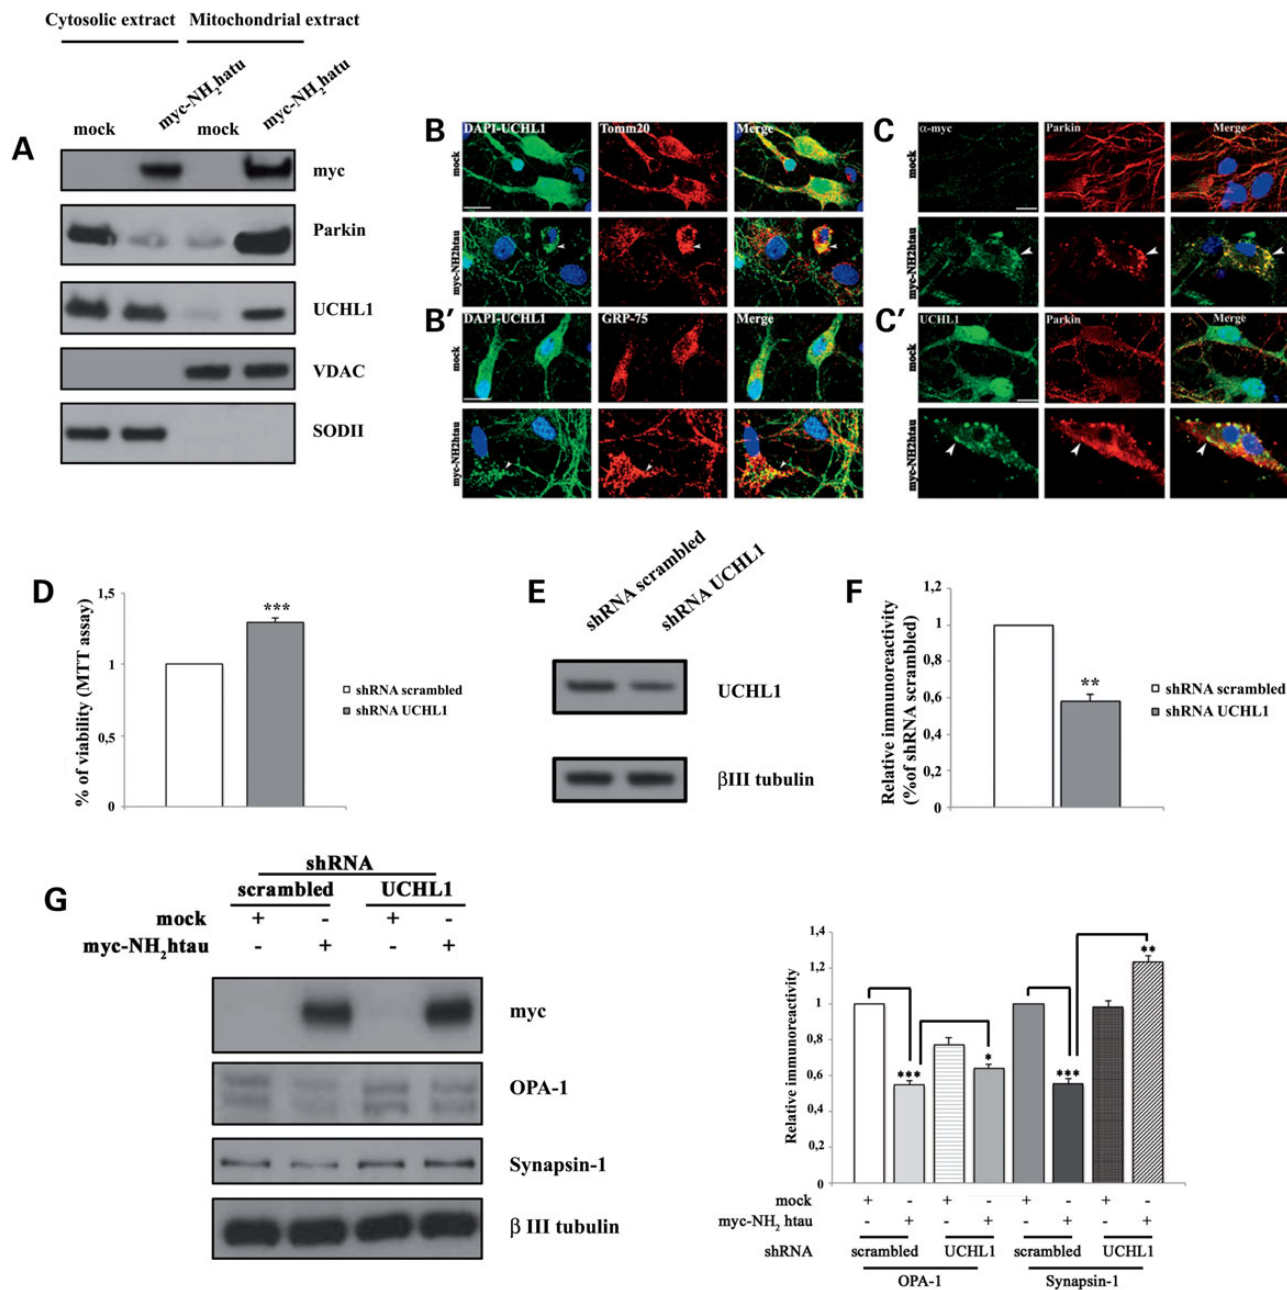 Cytosolic extract Mitochondrial extract
mock myc-NH2hatu mock myc-NH2hatu
A
myc
Parkin
UCHL1
VDAC
SODII
B
DAPI-UCHL1 Tomm20 Merge
mock
myc-NH2htau
B'
DAPI-UCHL1 GRP-75 Merge
mock
myc-NH2htau
C
α-myc Parkin Merge
mock
myc-NH2htau
C'
UCHL1 Parkin Merge
mock
myc-NH2htau
D
% of viability (MTT assay)
1,5
***
1
0,5
0
shRNA scrambled
shRNA UCHL1
E
shRNA scrambled shRNA UCHL1
UCHL1
βIII tubulin
F
Relative immunoreactivity
(%of shRNA scrambled)
1,2
1,0
0,8
0,6
0,4
0,2
0
**
shRNA scrambled
shRNA UCHL1
G
shRNA
scrambled UCHL1
mock + - + -
myc-NH2htau - + - +
myc
OPA-1
Synapsin-1
β III tubulin
Relative immunoreactivity
1,4
1,2
1
0,8
0,6
0,4
0,2
0
*** * *** **
mock + - + - + - + -
myc-NH2 htau - + - + - + - +
shRNA scrambled UCHL1 scrambled UCHL1
OPA-1 Synapsin-1